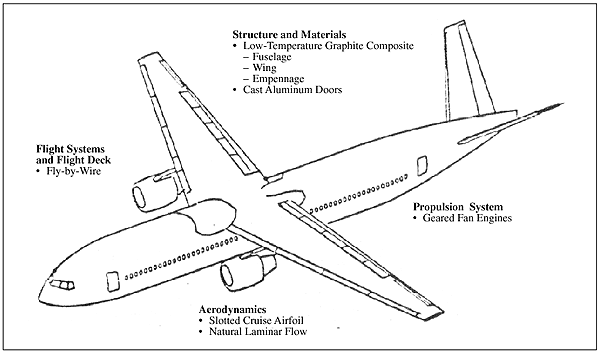 Structure and Materials
• Low-Temperature Graphite Composite
– Fuselage
– Wing
– Empennage
• Cast Aluminum Doors
Flight Systems
and Flight Deck
• Fly-by-Wire
Propulsion System
• Geared Fan Engines
Aerodynamics
• Slotted Cruise Airfoil
• Natural Laminar Flow